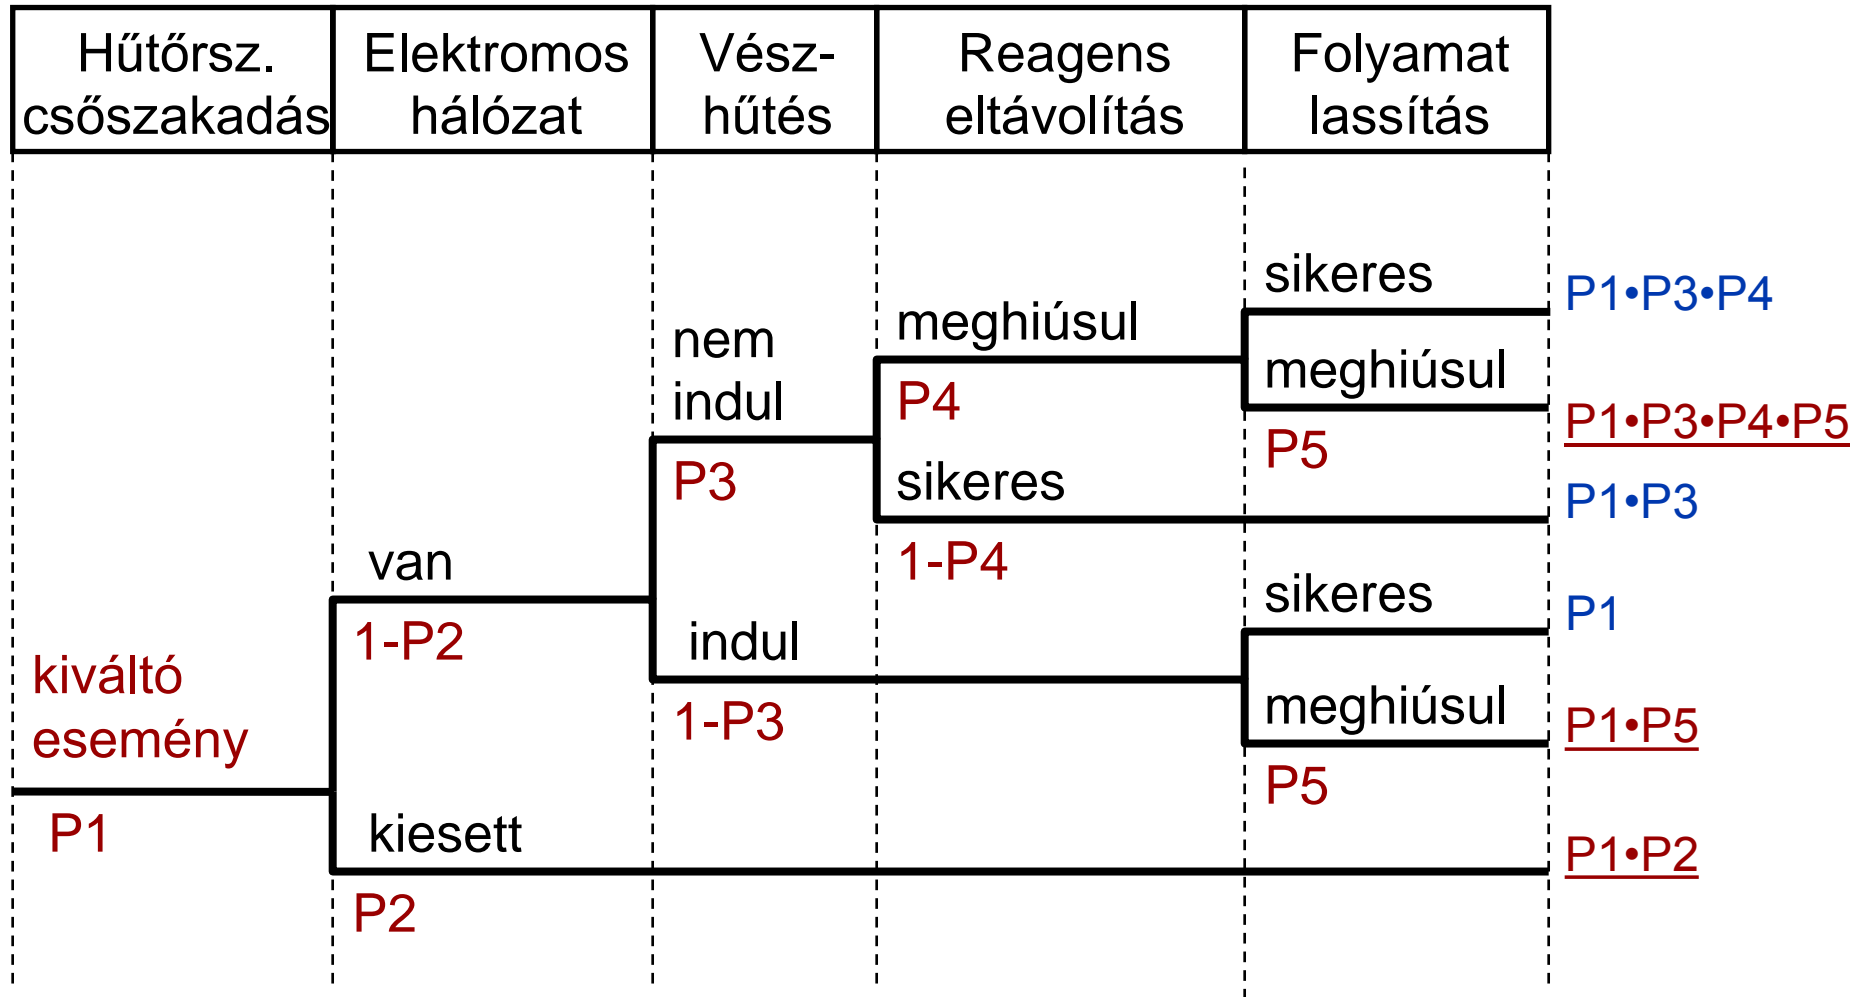 Hűtőrsz.
csőszakadás
Elektromos
hálózat
Vész-
hűtés
Reagens
eltávolítás
Folyamat
lassítás
kiváltó
esemény
P1
van
1-P2
kiesett
P2
nem
indul
P3
indul
1-P3
meghiúsul
P4
sikeres
1-P4
sikeres
meghiúsul
P5
sikeres
meghiúsul
P5
P1•P3•P4
P1•P3•P4•P5
P1•P3
P1
P1•P5
P1•P2